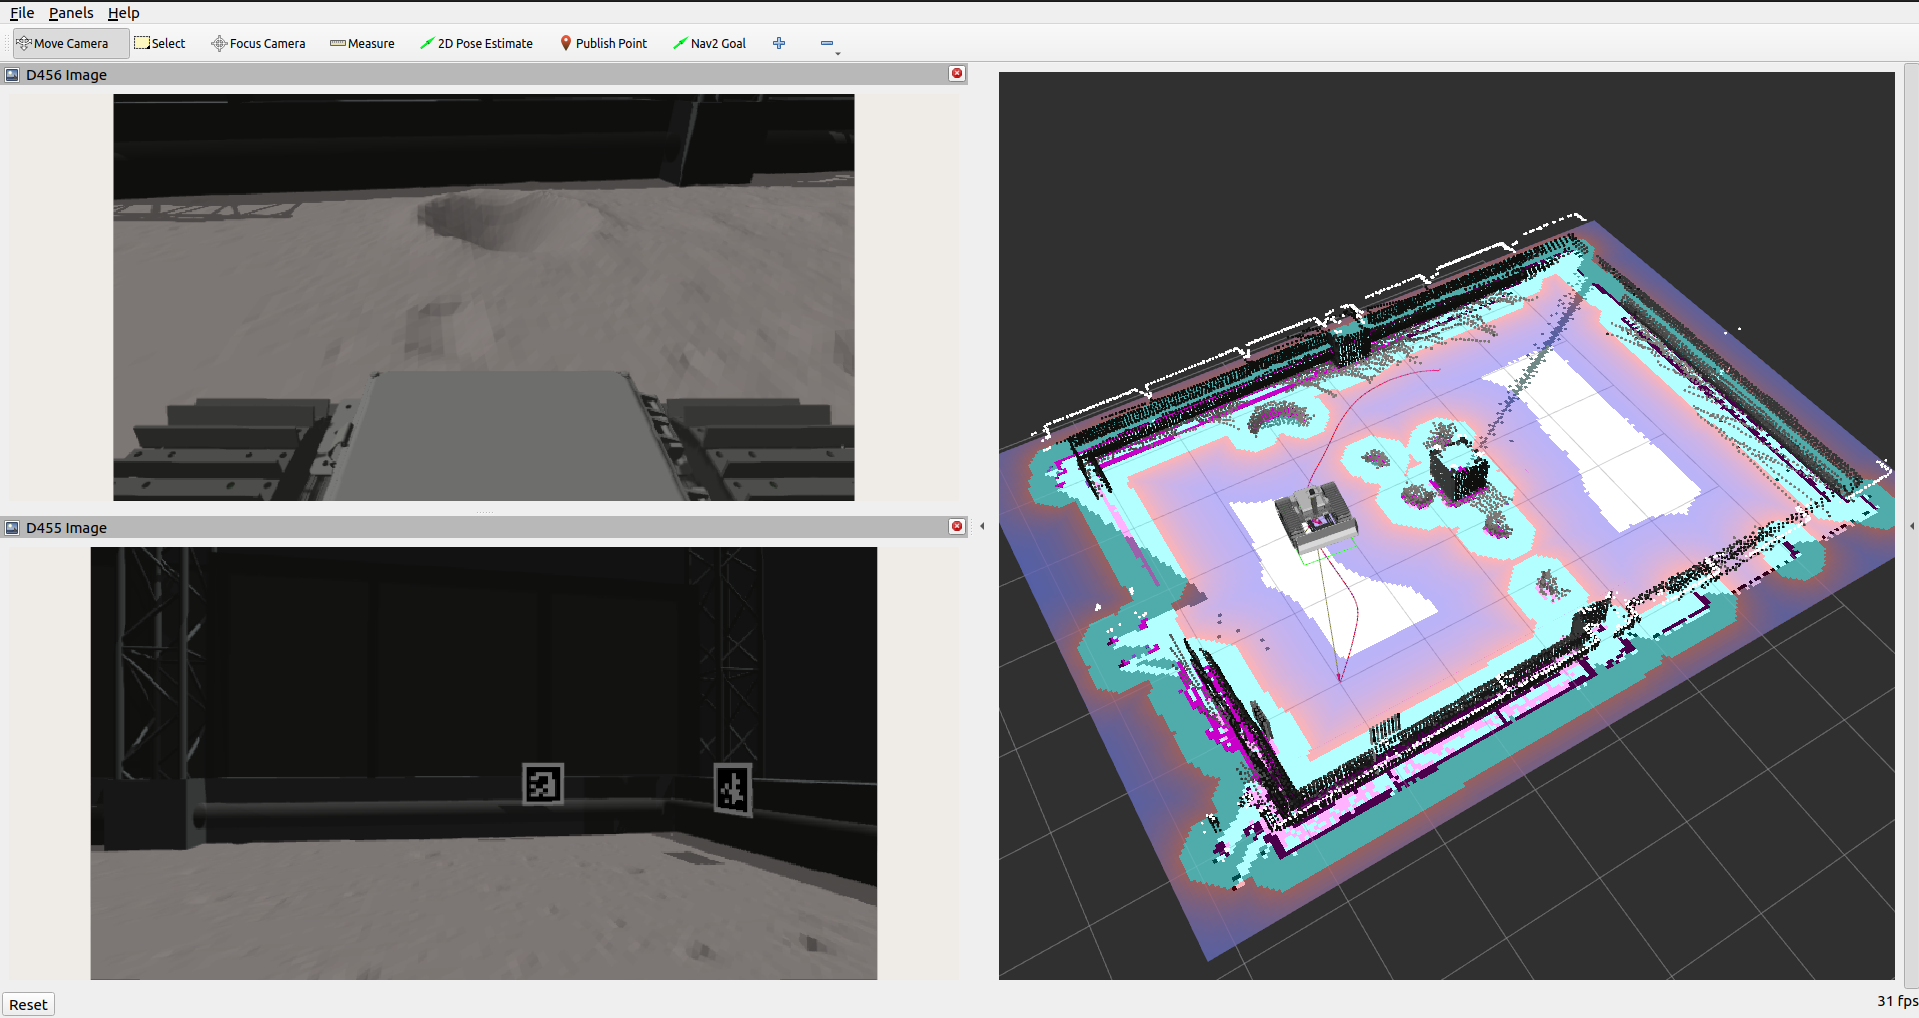 File Panels Help
Move Camera Select Focus Camera Measure 2D Pose Estimate Publish Point Nav2 Goal
D456 Image
D455 Image
Reset
31 fps